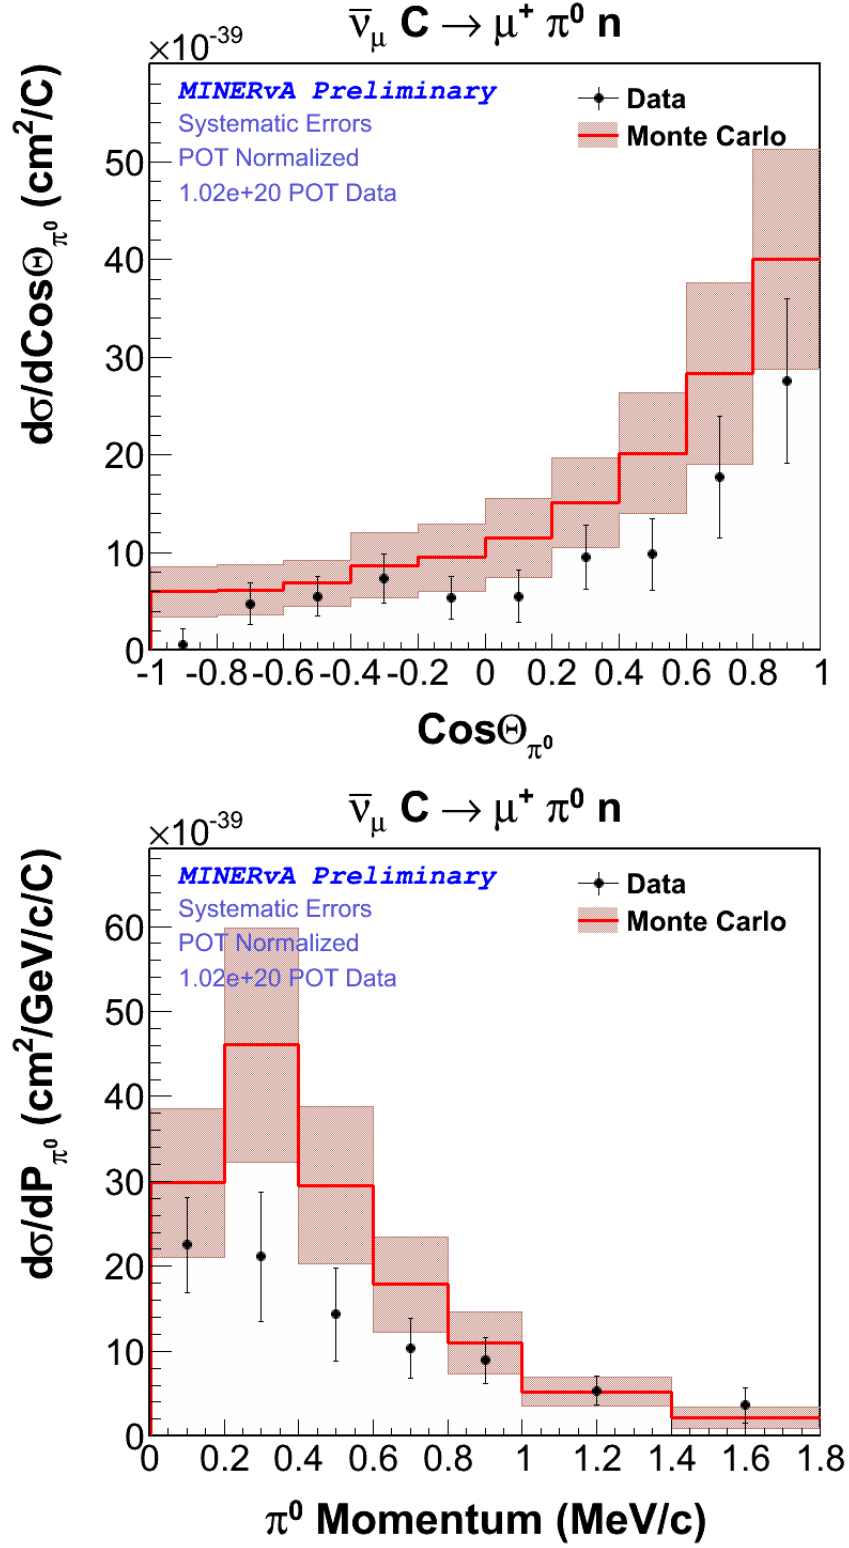 ν̅μ C → μ⁺ π⁰ n
×10⁻³⁹
MINERvA Preliminary
Systematic Errors
POT Normalized
1.02e+20 POT Data
Data
Monte Carlo
dσ/dCosΘπ⁰ (cm²/C)
50
40
30
20
10
0
-1 -0.8 -0.6 -0.4 -0.2 0 0.2 0.4 0.6 0.8 1
CosΘπ⁰
ν̅μ C → μ⁺ π⁰ n
×10⁻³⁹
MINERvA Preliminary
Systematic Errors
POT Normalized
1.02e+20 POT Data
Data
Monte Carlo
dσ/dPπ⁰ (cm²/GeV/c/C)
60
50
40
30
20
10
0
0 0.2 0.4 0.6 0.8 1 1.2 1.4 1.6 1.8
π⁰ Momentum (MeV/c)